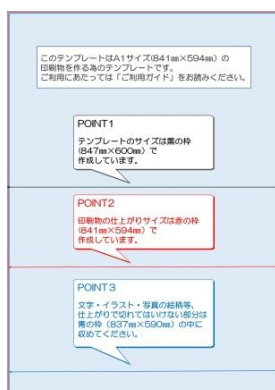 このテンプレートはA1サイズ(841㎜×594㎜)の
印刷物を作る為のテンプレートです。
ご利用にあたっては「ご利用ガイド」をお読みください。
POINT1
テンプレートのサイズは黒の枠
(847㎜×600㎜)で
作成しています。
POINT2
印刷物の仕上がりサイズは赤の枠
(841㎜×594㎜)で
作成しています。
POINT3
文字・イラスト・写真の絵柄等、
仕上がりで切れてはいけない部分は
青の枠（837㎜×590㎜）の中に
収めてください。